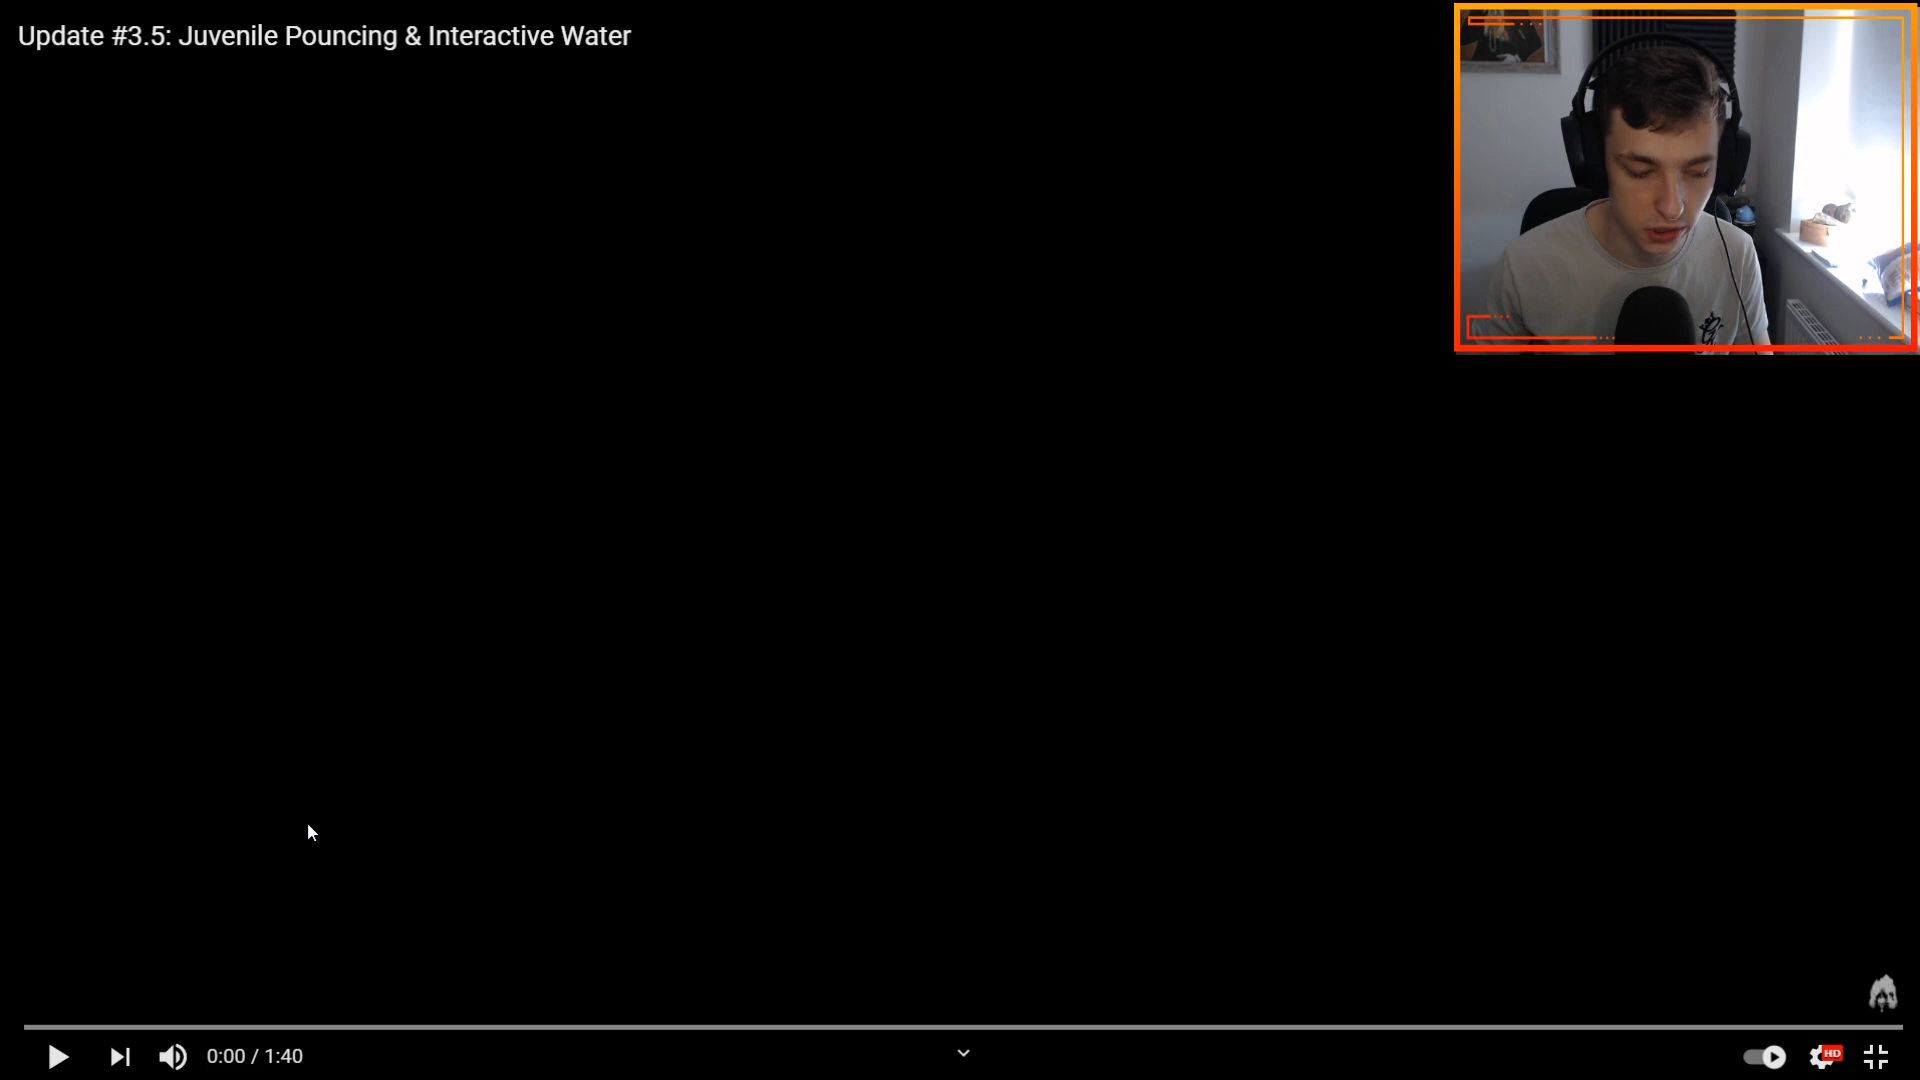 Update #3.5: Juvenile Pouncing & Interactive Water
0:00 / 1:40
HD